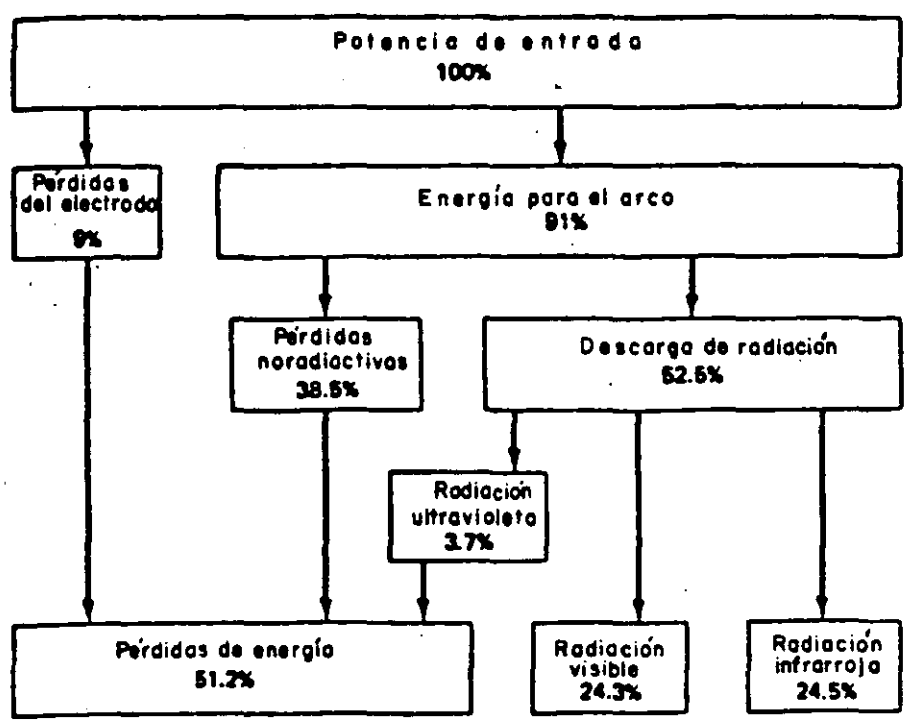 Potencia de entrada
100%
Pérdidas
del electrodo
9%
Energía para el arco
91%
Pérdidas
noradiactivas
38.5%
Descarga de radiación
52.5%
Radiación
ultravioleta
3.7%
Pérdidas de energía
51.2%
Radiación
visible
24.3%
Radiación
infrarroja
24.5%